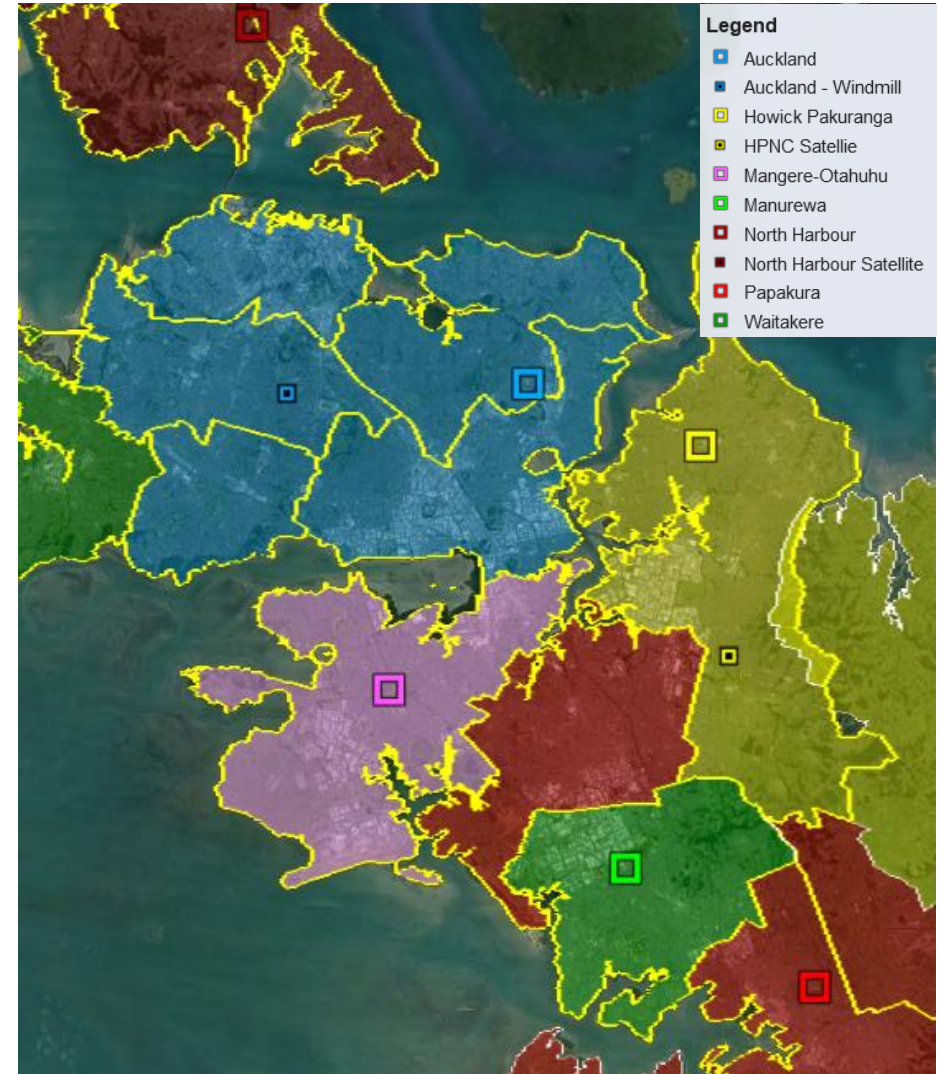 Legend
Auckland
Auckland - Windmill
Howick Pakuranga
HPNC Satellie
Mangere-Otahuhu
Manurewa
North Harbour
North Harbour Satellite
Papakura
Waitakere